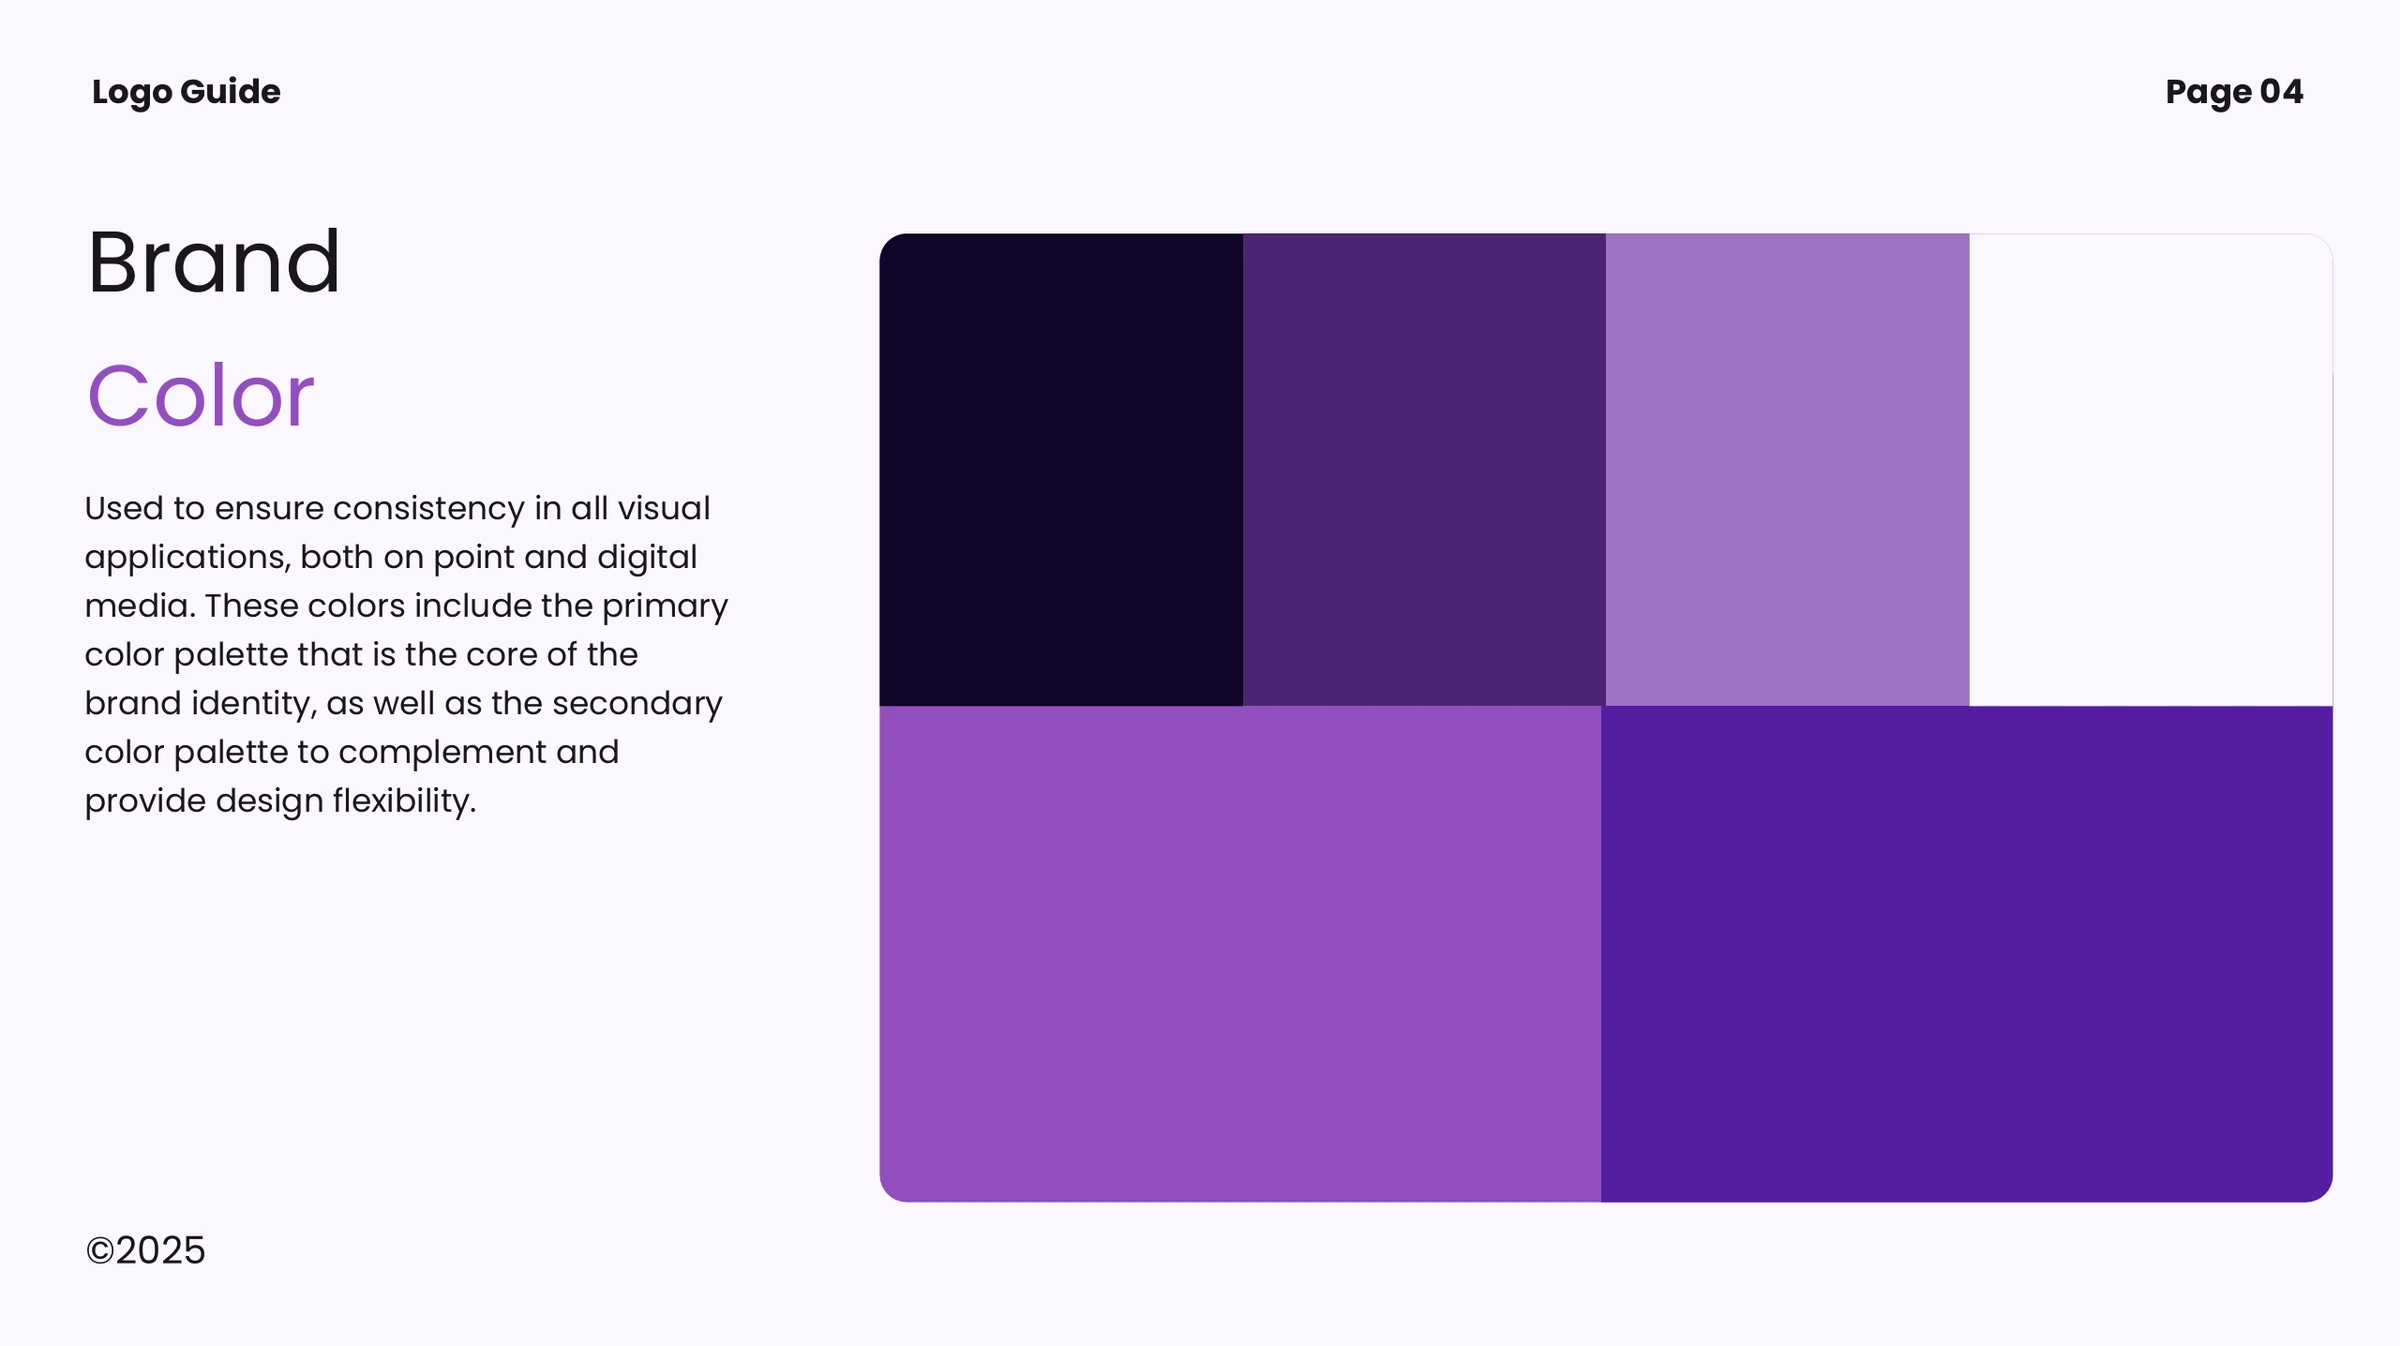 Logo Guide
Page 04
Brand
Color
Used to ensure consistency in all visual
applications, both on point and digital
media. These colors include the primary
color palette that is the core of the
brand identity, as well as the secondary
color palette to complement and
provide design flexibility.
©2025